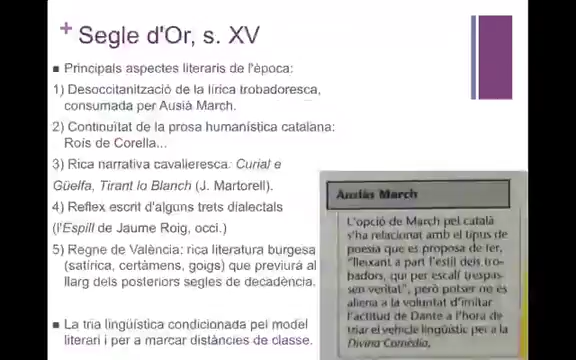 + Segle d'Or, s. XV
■ Principals aspectes literaris de l'època:
1) Desoccitanització de la lírica trobadoresca,
consumada per Ausià March.
2) Continuïtat de la prosa humanística catalana:
Roís de Corella...
3) Rica narrativa cavalleresca: Curial e
Güelfa, Tirant lo Blanch (J. Martorell).
4) Reflex escrit d'alguns trets dialectals
(l'Espill de Jaume Roig, occi.)
5) Regne de València: rica literatura burgesa
(satírica, certàmens, goigs) que previurà al
llarg dels posteriors segles de decadència.
■ La tria lingüística condicionada pel model
literari i per a marcar distàncies de classe.
Ausiàs March
L'opció de March pel català
s'ha relacionat amb el tipus de
poesia que es proposa de fer,
"lleixant a part l'estil dels tro-
badors, qui per escalf trespas-
sen veritat", però potser no és
aliena a la voluntat d'imitar
l'actitud de Dante a l'hora de
triar el vehicle lingüístic per a la
Divina Comèdia.